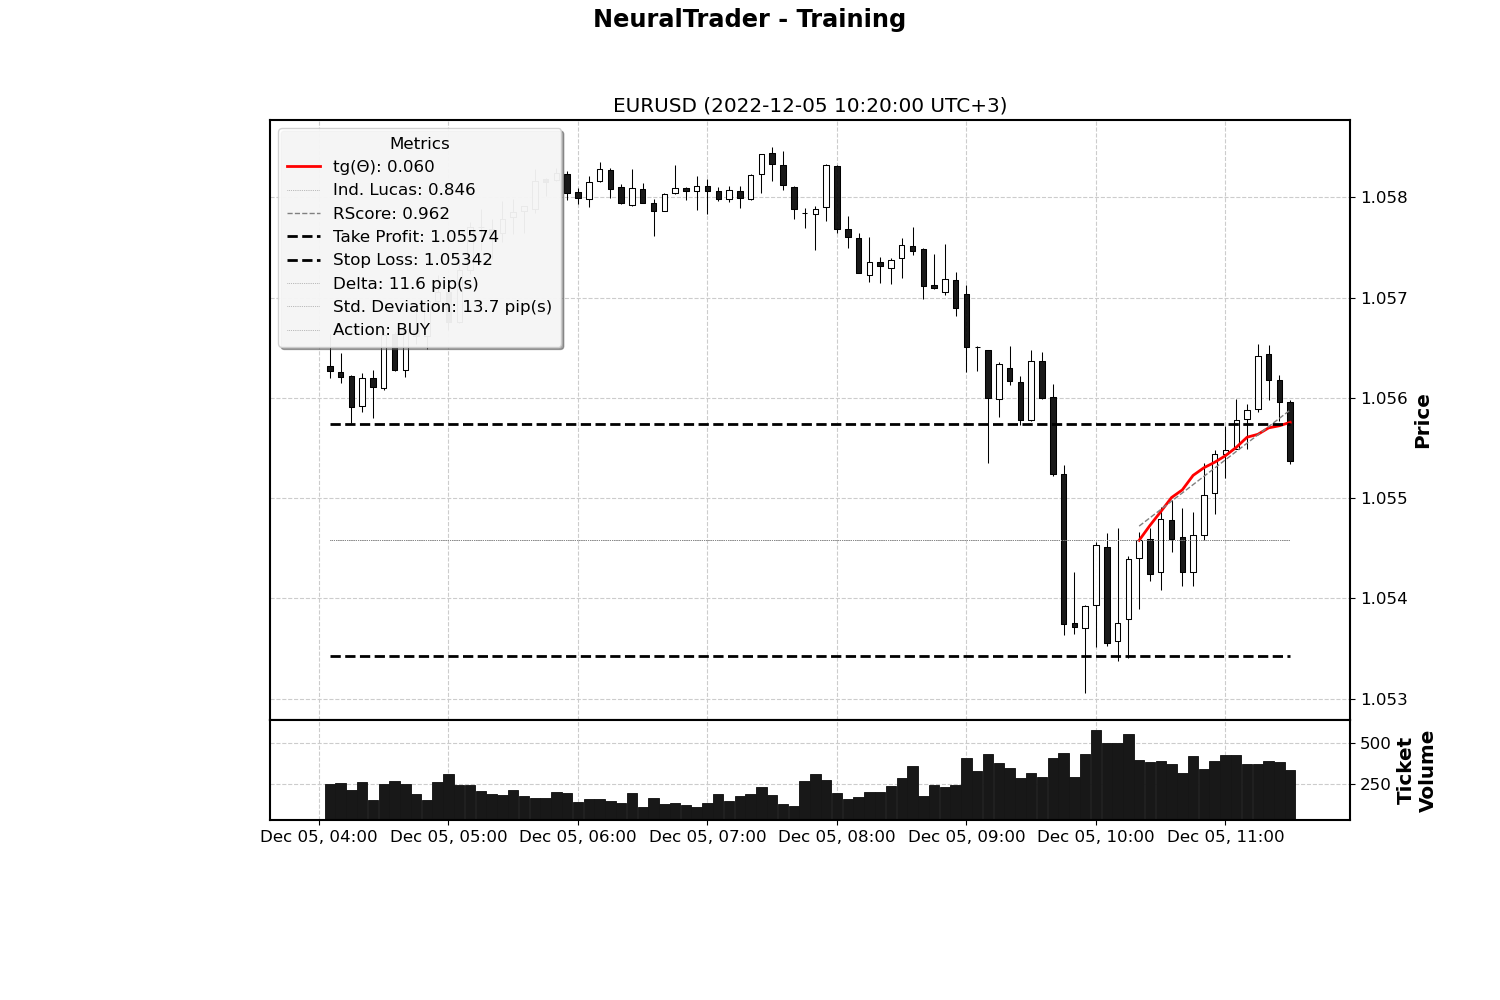 NeuralTrader - Training
EURUSD (2022-12-05 10:20:00 UTC+3)
Metrics
tg(Θ): 0.060
Ind. Lucas: 0.846
RScore: 0.962
Take Profit: 1.05574
Stop Loss: 1.05342
Delta: 11.6 pip(s)
Std. Deviation: 13.7 pip(s)
Action: BUY
1.058
1.057
1.056
1.055
1.054
1.053
Price
500
250
Ticket
Volume
Dec 05, 04:00
Dec 05, 05:00
Dec 05, 06:00
Dec 05, 07:00
Dec 05, 08:00
Dec 05, 09:00
Dec 05, 10:00
Dec 05, 11:00